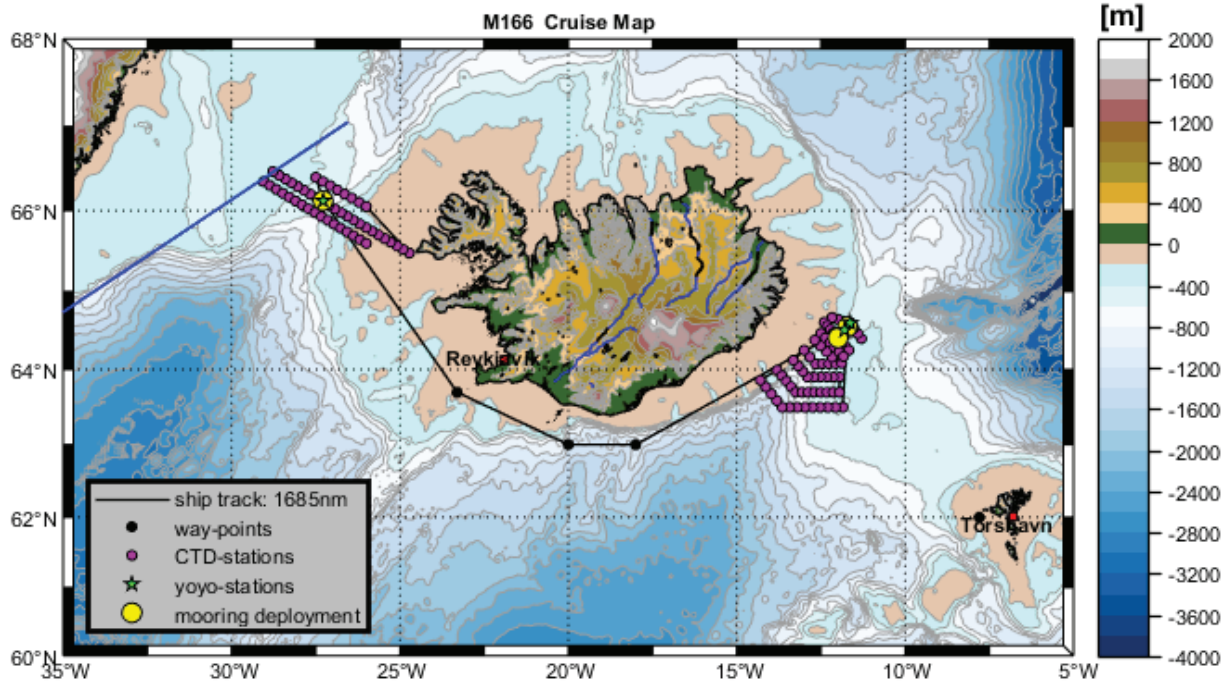 M166 Cruise Map
[m]
68°N
66°N
64°N
62°N
60°N
35°W
30°W
25°W
20°W
15°W
10°W
5°W
Reykjavik
Torshavn
ship track: 1685nm
way-points
CTD-stations
yoyo-stations
mooring deployment
2000
1600
1200
800
400
0
-400
-800
-1200
-1600
-2000
-2400
-2800
-3200
-3600
-4000